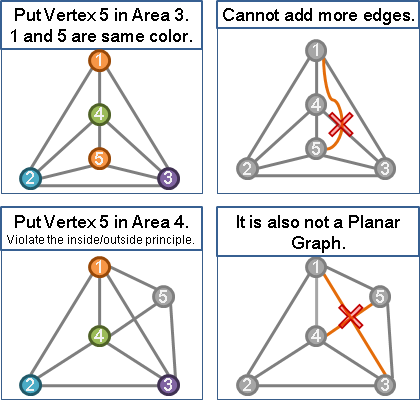 Put Vertex 5 in Area 3.
1 and 5 are same color.
1
4
5
2
3
Cannot add more edges.
1
4
5
2
3
Put Vertex 5 in Area 4.
Violate the inside/outside principle.
1
5
4
2
3
It is also not a Planar
Graph.
1
5
4
2
3